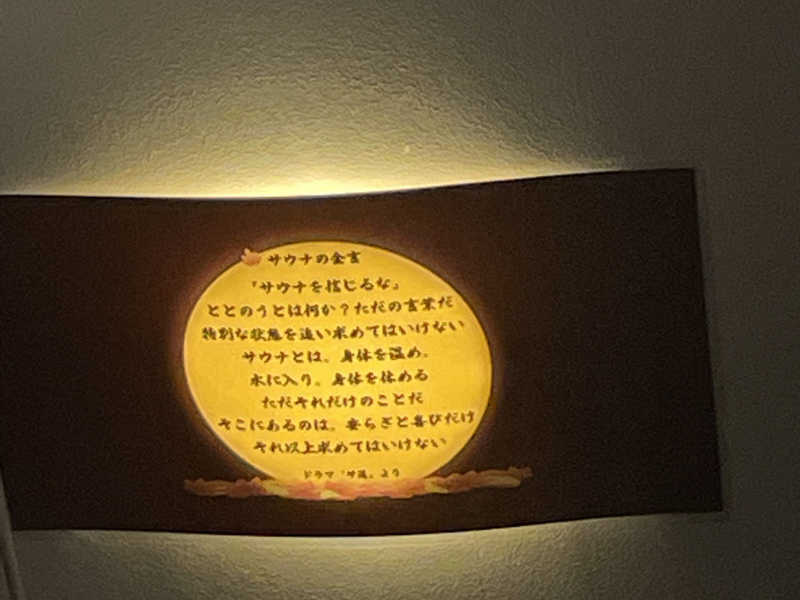 サウナの金言
『サウナを信じるな』
ととのうとは何か？ただの言葉だ
特別な状態を追い求めてはいけない
サウナとは、身体を温め、
水に入り、身体を休める
ただそれだけのことだ
そこにあるのは、安らぎと喜びだけ
それ以上求めてはいけない
ドラマ『サ道』より